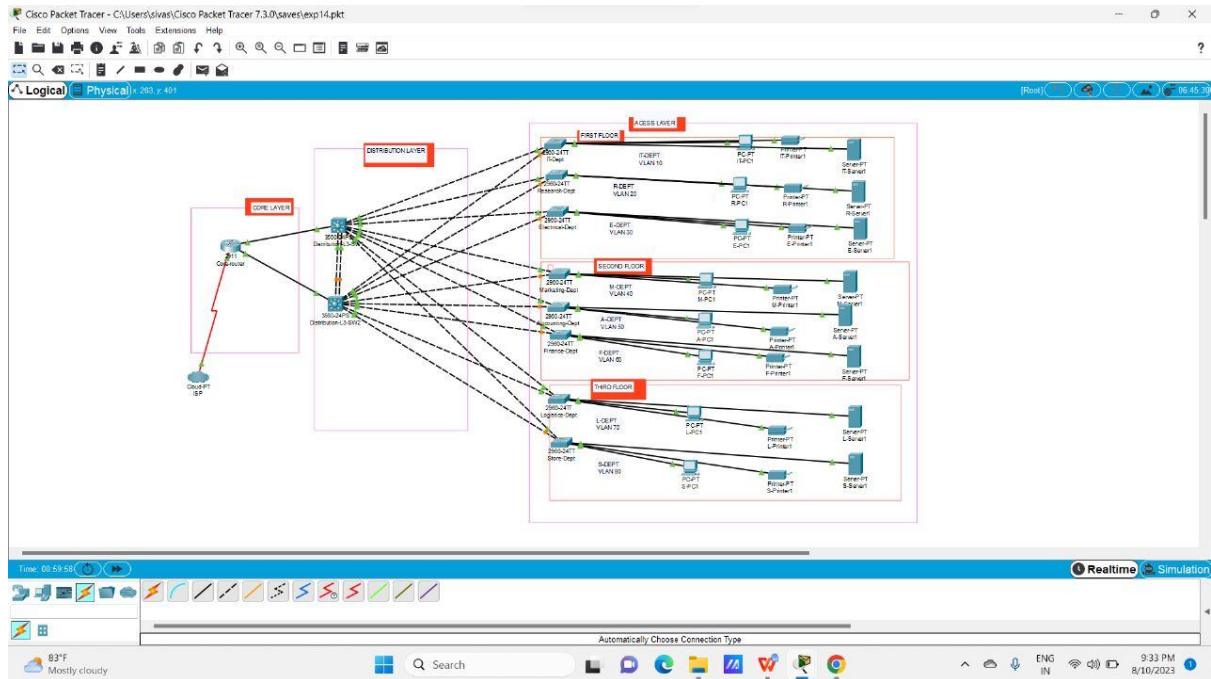 Cisco Packet Tracer - C:\Users\sivas\Cisco Packet Tracer 7.3.0\saves\exp14.pkt
File Edit Options View Tools Extensions Help
?
Logical Physical x: 263, y: 401 [Root] 06:45:30
ACESS LAYER
FIRST FLOOR
DISTRIBUTION LAYER
CORE LAYER
2960-24TT
IT-Dept
IT-DEPT
VLAN 10
PC-PT
IT-PC1
Printer-PT
IT-Printer1
Server-PT
IT-Server1
2960-24TT
Research-Dept
R-DEPT
VLAN 20
PC-PT
R-PC1
Printer-PT
R-Printer1
Server-PT
R-Server1
2960-24TT
Electrical-Dept
E-DEPT
VLAN 30
PC-PT
E-PC1
Printer-PT
E-Printer1
Server-PT
E-Server1
Distribution-L3-SW
3560-24PS
Distribution-L3-SW2
Core-router
Cloud-PT
ISP
SECOND FLOOR
2960-24TT
Marketing-Dept
M-DEPT
VLAN 40
PC-PT
M-PC1
Printer-PT
M-Printer1
Server-PT
M-Server1
2960-24TT
Accounting-Dept
A-DEPT
VLAN 50
PC-PT
A-PC1
Printer-PT
A-Printer1
Server-PT
A-Server1
2960-24TT
Finance-Dept
F-DEPT
VLAN 60
PC-PT
F-PC1
Printer-PT
F-Printer1
Server-PT
F-Server1
THIRD FLOOR
2960-24TT
Logistics-Dept
L-DEPT
VLAN 70
PC-PT
L-PC1
Printer-PT
L-Printer1
Server-PT
L-Server1
2960-24TT
Store-Dept
S-DEPT
VLAN 80
PC-PT
S-PC1
Printer-PT
S-Printer1
Server-PT
S-Server1
Time: 00:59:58 Realtime Simulation
Automatically Choose Connection Type
83°F
Mostly cloudy
Search
ENG
IN
9:33 PM
8/10/2023
1